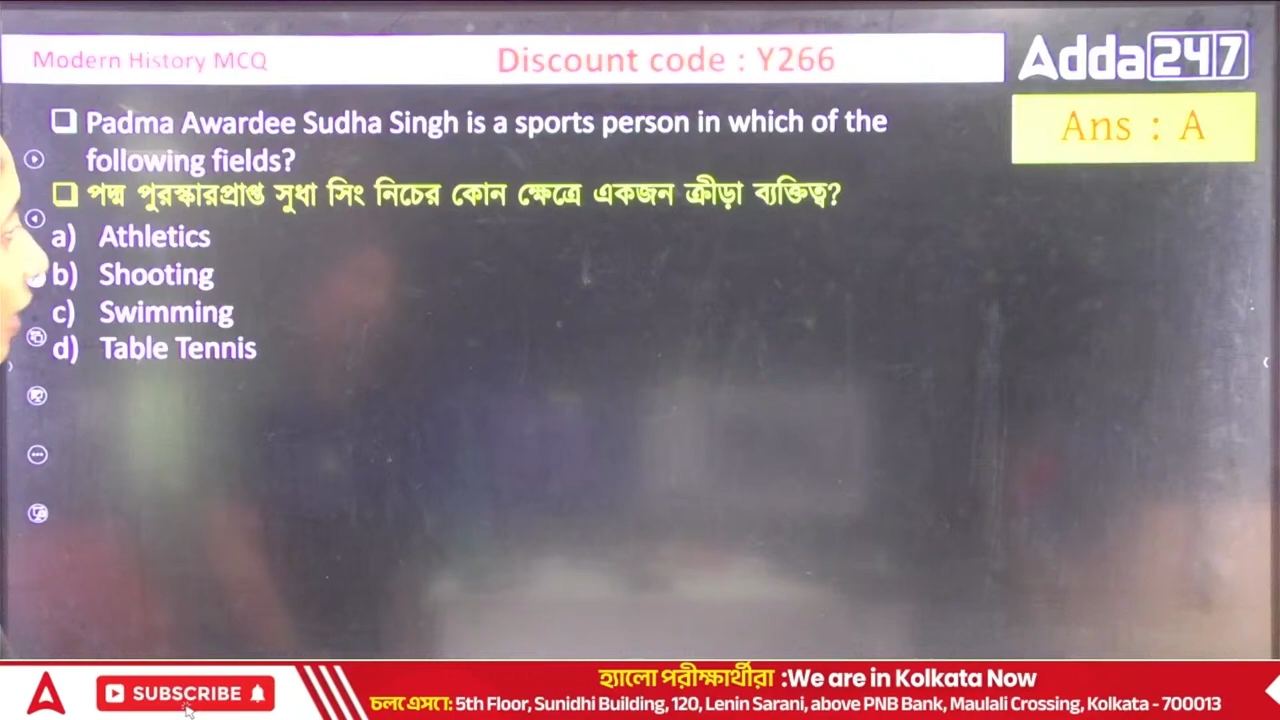 Modern History MCQ
Discount code : Y266
Adda247
Padma Awardee Sudha Singh is a sports person in which of the
following fields?
Ans : A
পদ্ম পুরস্কারপ্রাপ্ত সুধা সিং নিচের কোন ক্ষেত্রে একজন ক্রীড়া ব্যক্তিত্ব?
a) Athletics
b) Shooting
c) Swimming
d) Table Tennis
SUBSCRIBE
হ্যালো পরীক্ষার্থীরা :We are in Kolkata Now
চলে এসো: 5th Floor, Sunidhi Building, 120, Lenin Sarani, above PNB Bank, Maulali Crossing, Kolkata - 700013